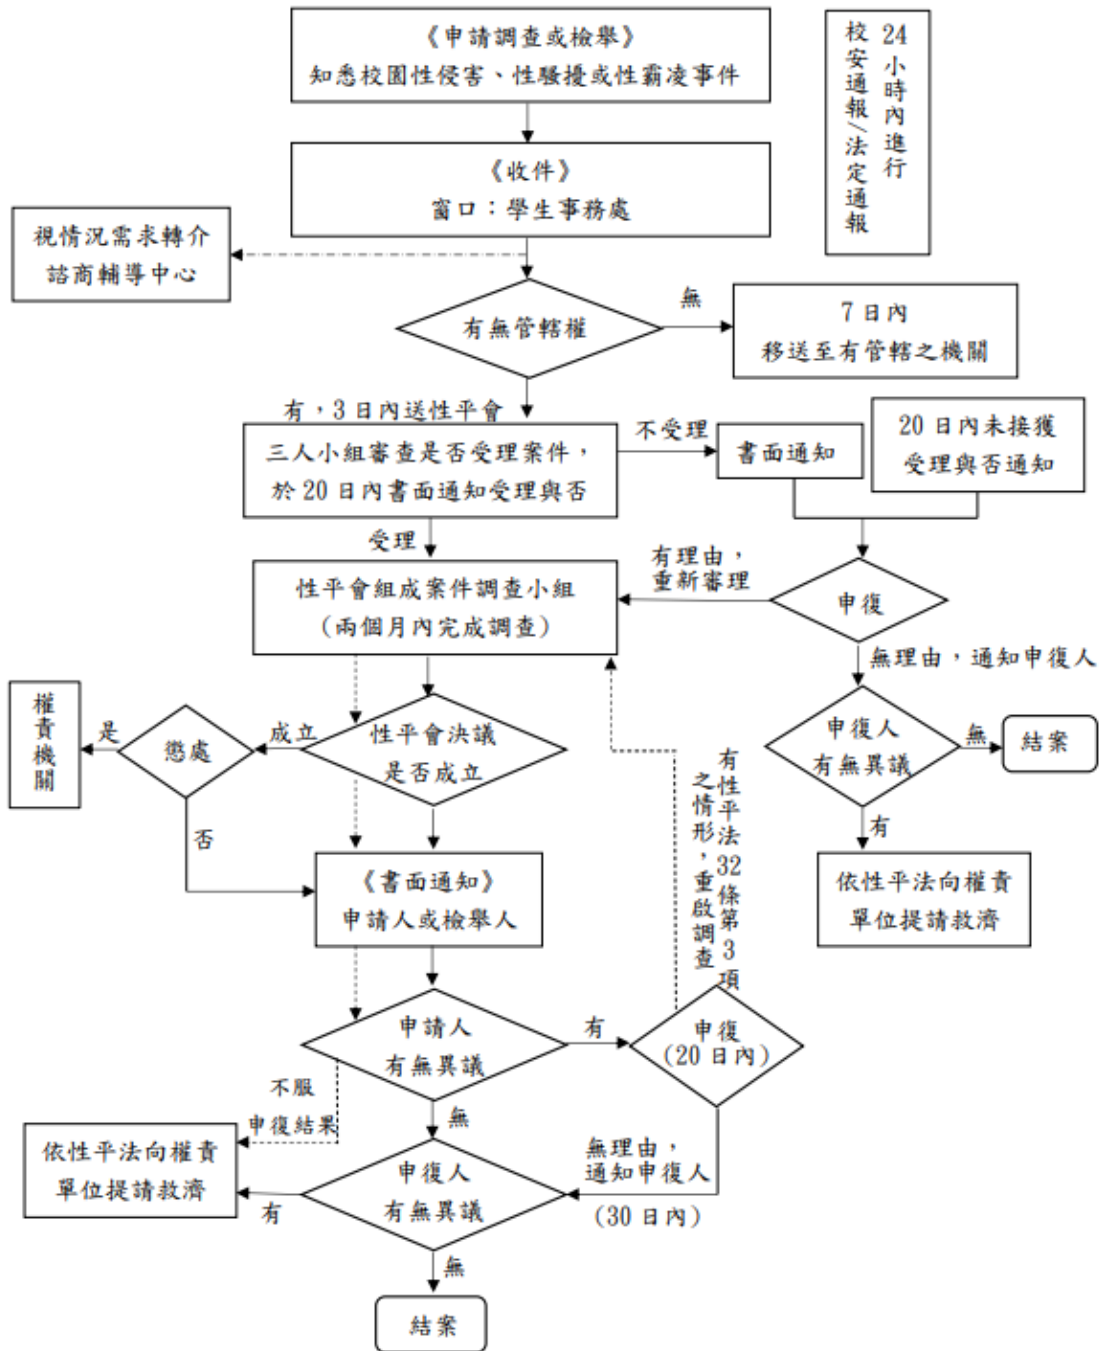 《申請調查或檢舉》
知悉校園性侵害、性騷擾或性霸凌事件
24小時內進行
校安通報/法定通報
《收件》
窗口：學生事務處
視情況需求轉介
諮商輔導中心
有無管轄權
無
7日內
移送至有管轄之機關
有，3日內送性平會
三人小組審查是否受理案件，
於20日內書面通知受理與否
不受理
書面通知
20日內未接獲
受理與否通知
受理
有理由，
重新審理
申復
性平會組成案件調查小組
(兩個月內完成調查)
無理由，通知申復人
權責機關
是
懲處
成立
性平會決議
是否成立
申復人
有無異議
無
結案
有性平法32條第3項
之情形，重啟調查
否
有
《書面通知》
申請人或檢舉人
依性平法向權責
單位提請救濟
申請人
有無異議
有
申復
(20日內)
不服
申復結果
無
依性平法向權責
單位提請救濟
申復人
有無異議
無理由，
通知申復人
(30日內)
有
無
結案